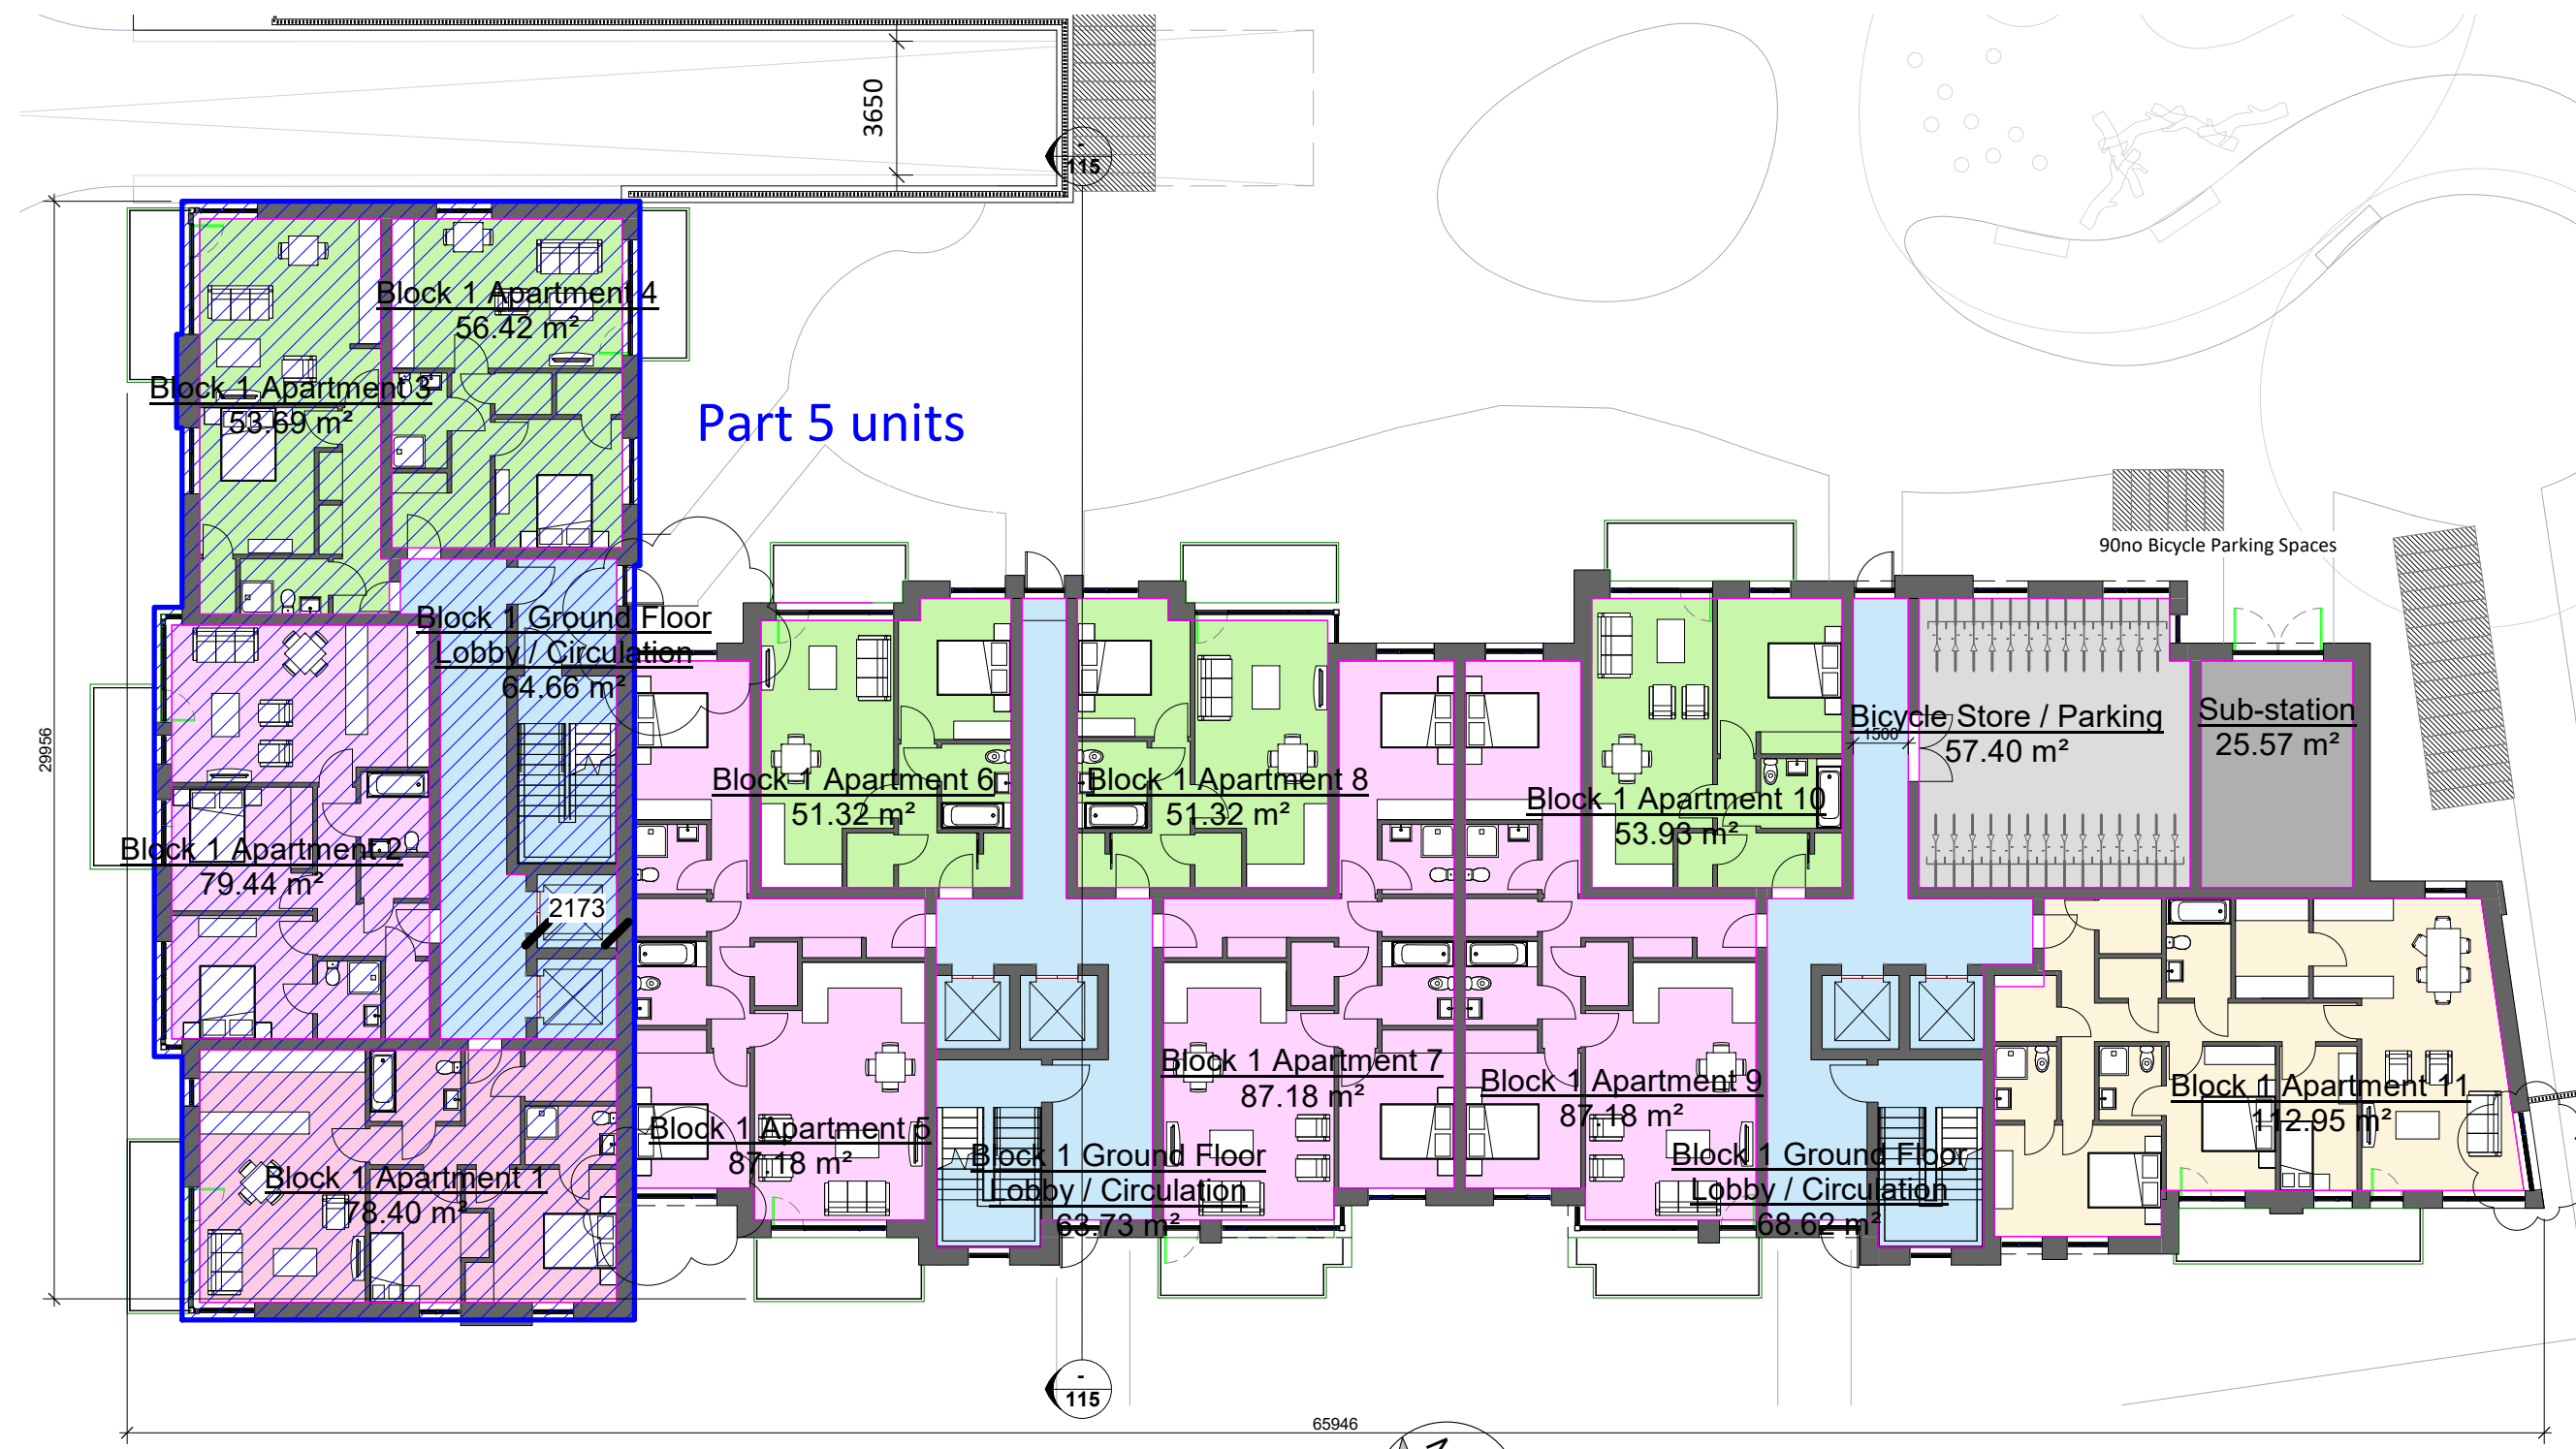 3650
-
115
Block 1 Apartment 4
56.42 m²
Block 1 Apartment 3
53.69 m²
Part 5 units
90no Bicycle Parking Spaces
Block 1 Ground Floor
Lobby / Circulation
64.66 m²
29956
Block 1 Apartment 6
51.32 m²
Block 1 Apartment 8
51.32 m²
Block 1 Apartment 10
53.93 m²
Bicycle Store / Parking
1500
57.40 m²
Sub-station
25.57 m²
Block 1 Apartment 2
79.44 m²
2173
Block 1 Apartment 5
87.18 m²
Block 1 Apartment 7
87.18 m²
Block 1 Apartment 9
87.18 m²
Block 1 Apartment 11
112.95 m²
Block 1 Apartment 1
78.40 m²
Block 1 Ground Floor
Lobby / Circulation
63.73 m²
Block 1 Ground Floor
Lobby / Circulation
68.62 m²
-
115
65946